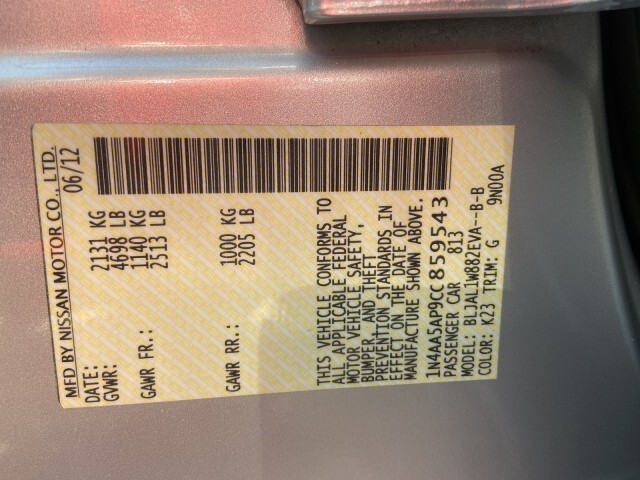 MFD BY NISSAN MOTOR CO., LTD.
DATE: 06/12
GVWR: 2131 KG
4698 LB
GAWR FR.: 1140 KG
2513 LB
GAWR RR.: 1000 KG
2205 LB
THIS VEHICLE CONFORMS TO
ALL APPLICABLE FEDERAL
MOTOR VEHICLE SAFETY,
BUMPER, AND THEFT
PREVENTION STANDARDS IN
EFFECT ON THE DATE OF
MANUFACTURE SHOWN ABOVE.
1N4AA5AP9CC859543
PASSENGER CAR 813
MODEL: BLJAL1W882EVA--B-B
COLOR: K23 TRIM: G 9N00A